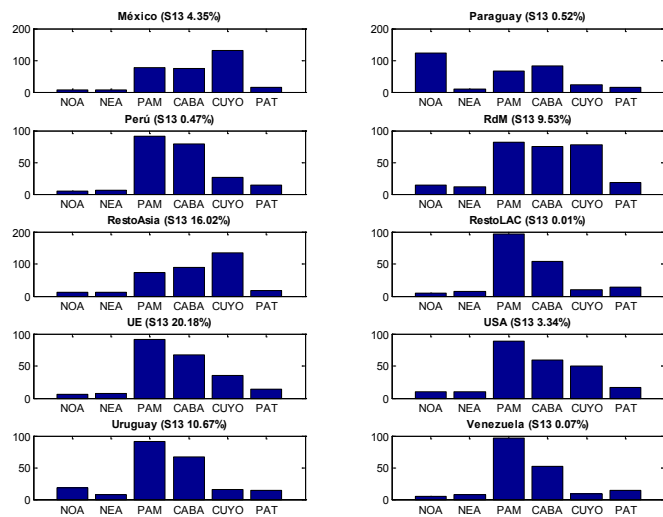 México (S13 4.35%)
200
100
0
NOA NEA PAM CABA CUYO PAT
Paraguay (S13 0.52%)
200
100
0
NOA NEA PAM CABA CUYO PAT
Perú (S13 0.47%)
100
50
0
NOA NEA PAM CABA CUYO PAT
RdM (S13 9.53%)
100
50
0
NOA NEA PAM CABA CUYO PAT
RestoAsia (S13 16.02%)
200
100
0
NOA NEA PAM CABA CUYO PAT
RestoLAC (S13 0.01%)
100
50
0
NOA NEA PAM CABA CUYO PAT
UE (S13 20.18%)
100
50
0
NOA NEA PAM CABA CUYO PAT
USA (S13 3.34%)
100
50
0
NOA NEA PAM CABA CUYO PAT
Uruguay (S13 10.67%)
100
50
0
NOA NEA PAM CABA CUYO PAT
Venezuela (S13 0.07%)
100
50
0
NOA NEA PAM CABA CUYO PAT